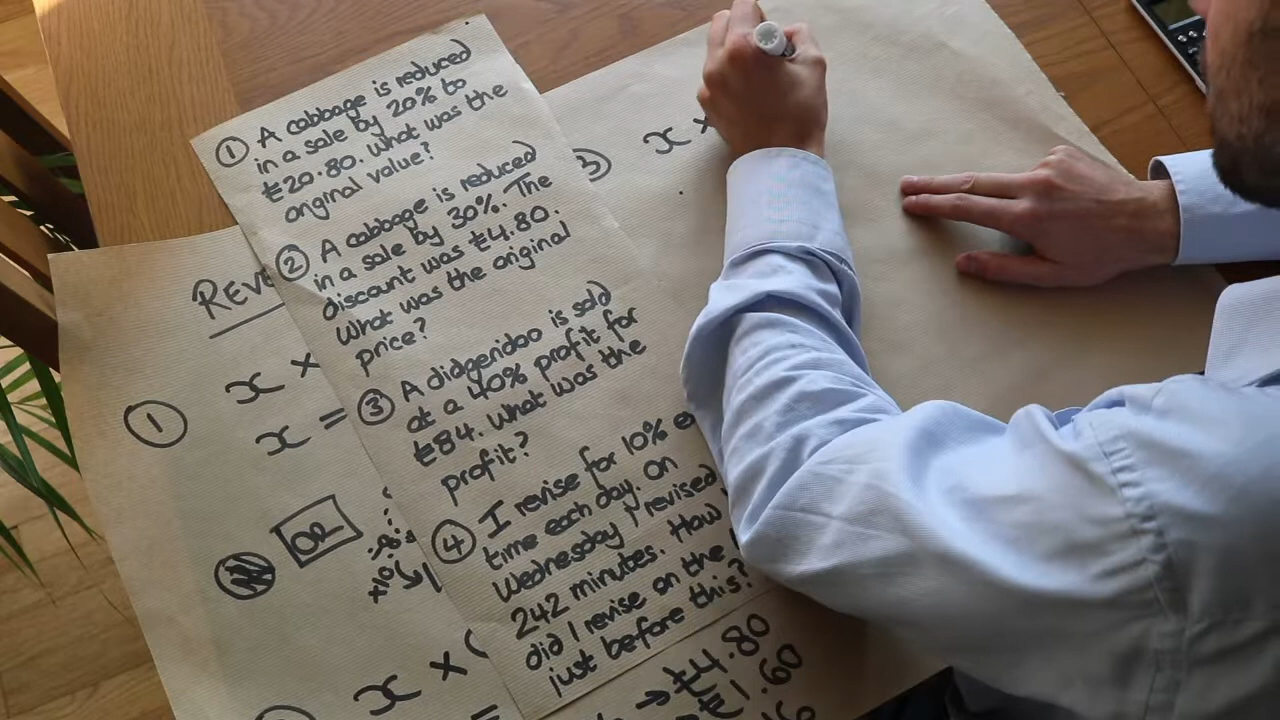 ① A cabbage is reduced
in a sale by 20% to
£20.80. What was the
original value?
② A cabbage is reduced
in a sale by 30%. The
discount was £4.80.
What was the original
price?
③ A didgeridoo is sold
at a 40% profit for
£84. What was the
profit?
④ I revise for 10%
time each day. On
Wednesday I revised
242 minutes. How
did I revise on the
just before this?
REVE
① x ×
x =
OR
x × (
=
→ £4.80
£1.60
16
3) x ×